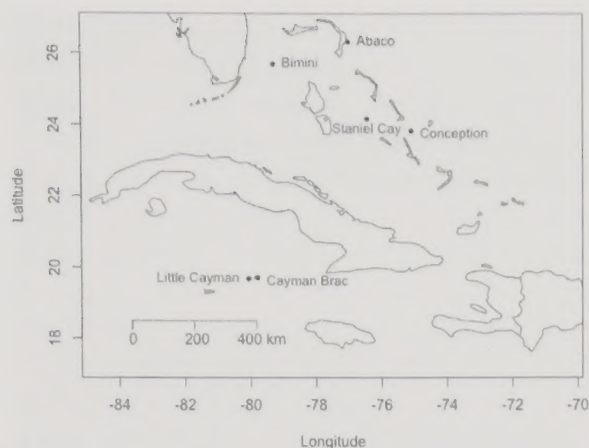 26
24
22
20
18
Latitude
Abaco
Bimini
Staniel Cay
Conception
Little Cayman
Cayman Brac
0 200 400 km
-84 -82 -80 -78 -76 -74 -72 -70
Longitude